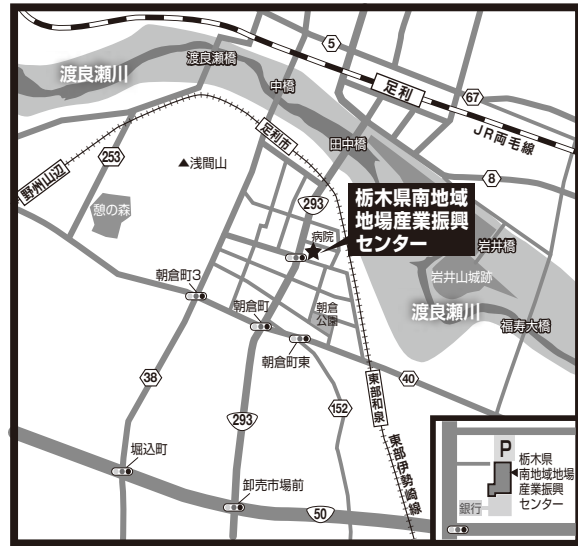 5
渡良瀬橋
渡良瀬川
中橋
足利
67
JR両毛線
足利市
田中橋
253
▲浅間山
8
野州山辺
293
憩の森
病院
栃木県南地域
地場産業振興
センター
岩井橋
岩井山城跡
朝倉町3
朝倉町
朝倉
公園
渡良瀬川
福寿大橋
朝倉町東
38
40
東部和泉
152
293
東部伊勢崎線
堀込町
卸売市場前
50
P
栃木県
南地域地場
産業振興
センター
銀行